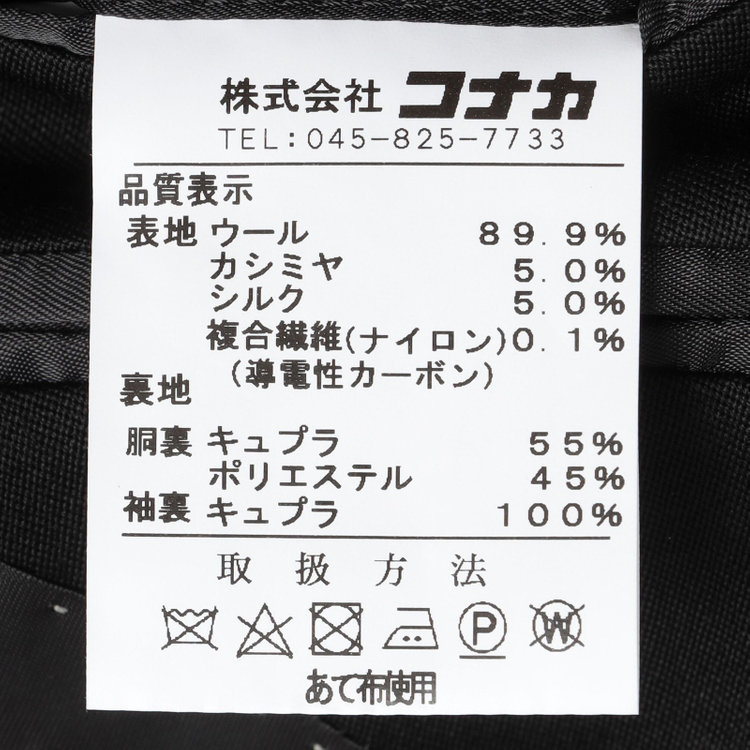 株式会社 コナカ
TEL：045-825-7733
品質表示
表地 ウール 89.9%
カシミヤ 5.0%
シルク 5.0%
複合繊維(ナイロン)0.1%
(導電性カーボン)
裏地
胴裏 キュプラ 55%
ポリエステル 45%
袖裏 キュプラ 100%
取扱方法
P W
あて布使用